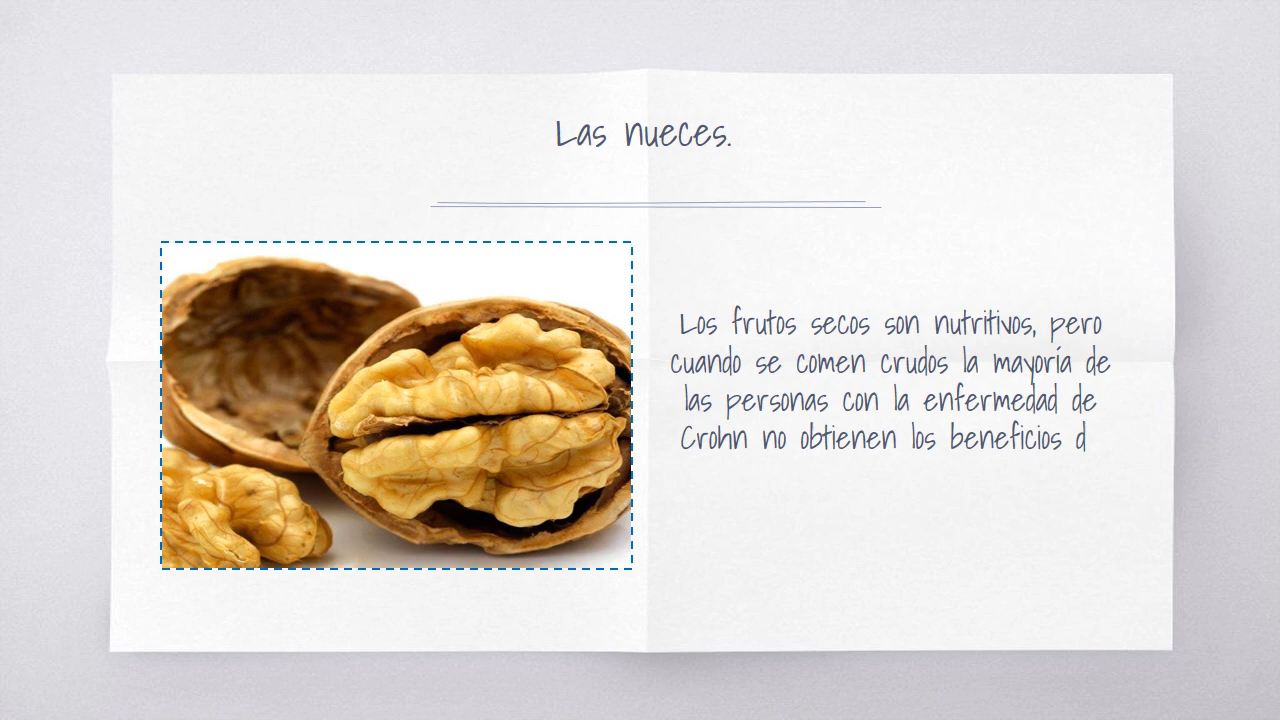 Las nueces.
Los frutos secos son nutritivos, pero
cuando se comen crudos la mayoría de
las personas con la enfermedad de
Crohn no obtienen los beneficios d